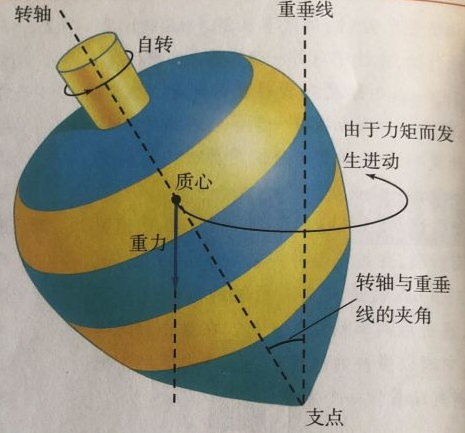 转轴
重垂线
自转
由于力矩而发
生进动
质心
重力
转轴与重垂
线的夹角
支点